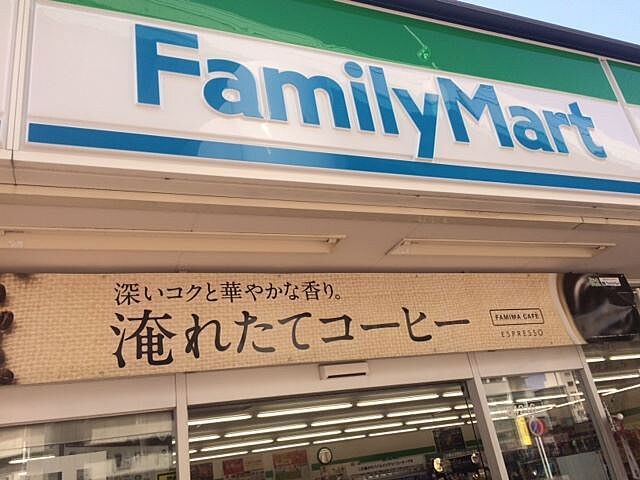 FamilyMart
深いコクと華やかな香り。
淹れたてコーヒー
FAMIMA CAFE
ESPRESSO